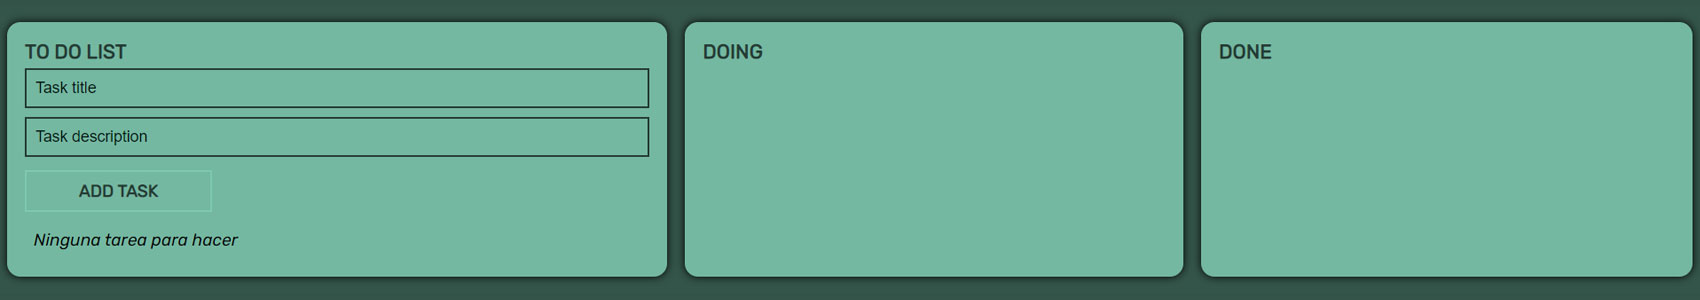 TO DO LIST
Task title
Task description
ADD TASK
Ninguna tarea para hacer
DOING
DONE